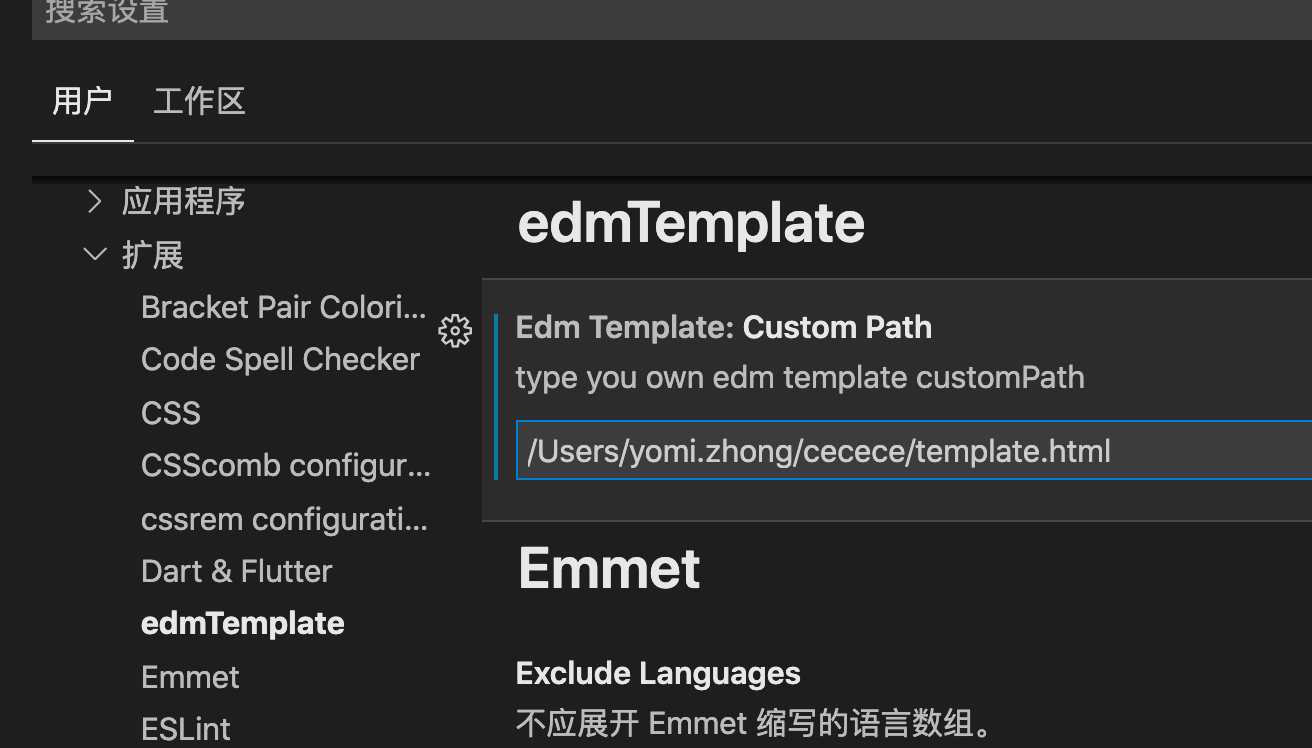 搜索设置
用户 工作区
应用程序
扩展
Bracket Pair Colori...
Code Spell Checker
CSS
CSScomb configur...
cssrem configurati...
Dart & Flutter
edmTemplate
Emmet
ESLint
edmTemplate
Edm Template: Custom Path
type you own edm template customPath
/Users/yomi.zhong/cecece/template.html
Emmet
Exclude Languages
不应展开 Emmet 缩写的语言数组。